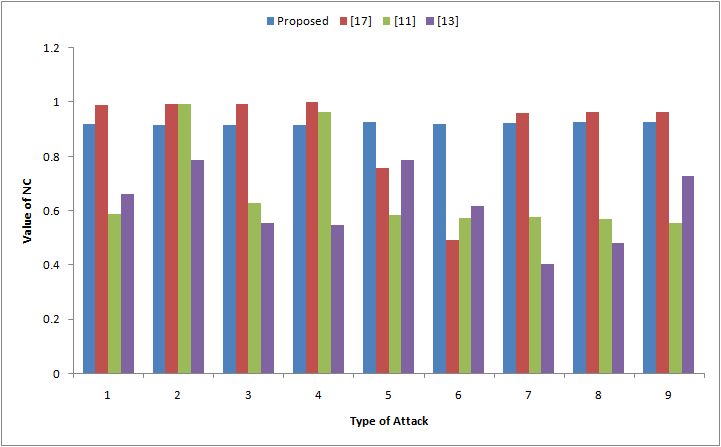 Proposed [17] [11] [13]
1.2
1
0.8
0.6
0.4
0.2
0
Value of NC
1 2 3 4 5 6 7 8 9
Type of Attack